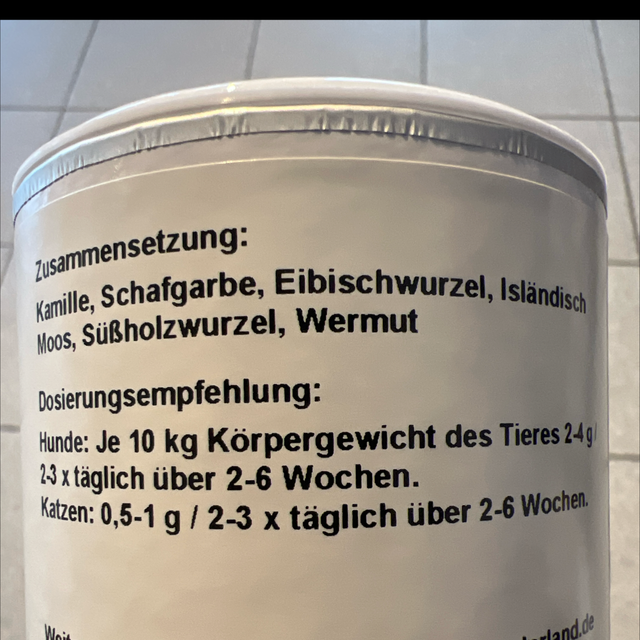 Zusammensetzung:
Kamille, Schafgarbe, Eibischwurzel, Isländisch
Moos, Süßholzwurzel, Wermut
Dosierungsempfehlung:
Hunde: Je 10 kg Körpergewicht des Tieres 2-4 g /
2-3 x täglich über 2-6 Wochen.
Katzen: 0,5-1 g / 2-3 x täglich über 2-6 Wochen.